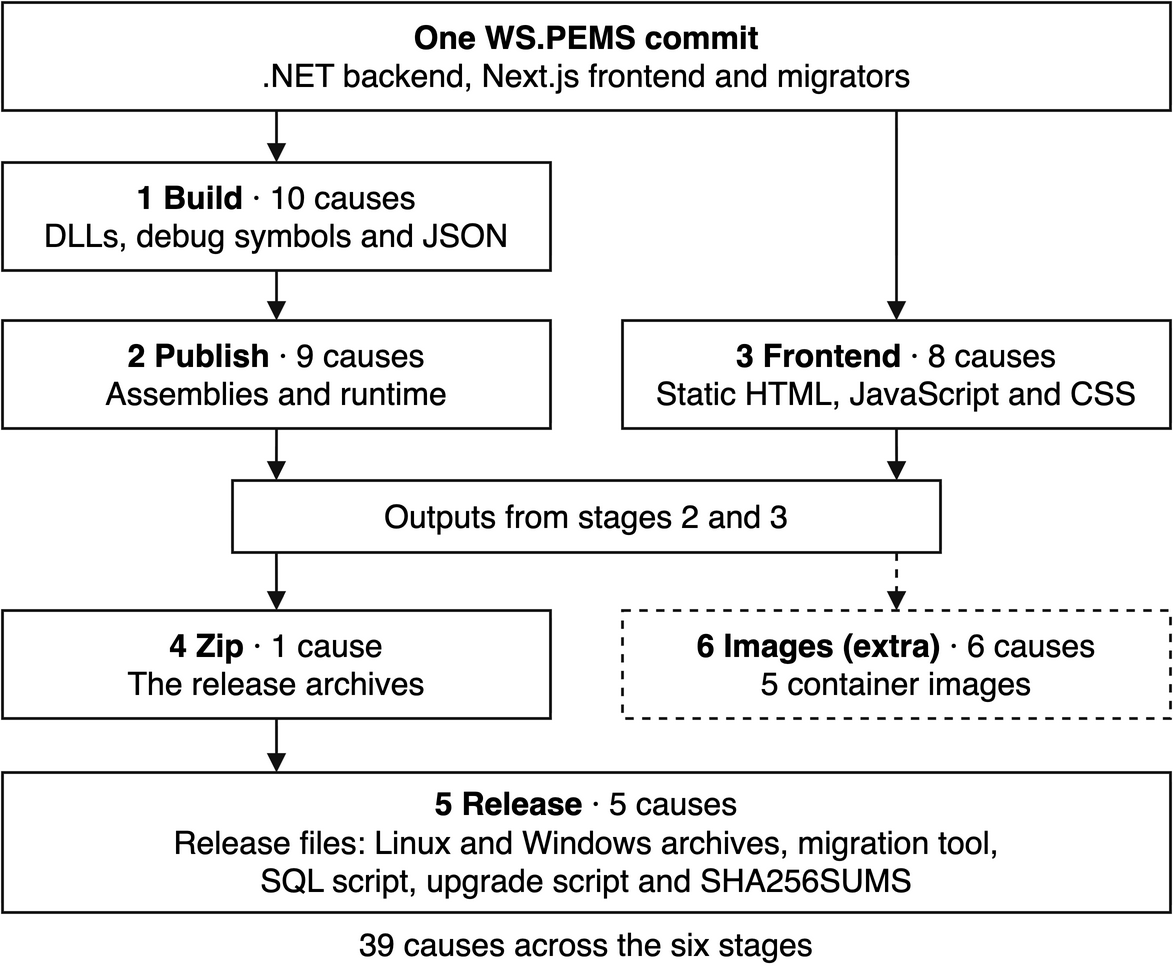 One WS.PEMS commit
.NET backend, Next.js frontend and migrators
1 Build · 10 causes
DLLs, debug symbols and JSON
2 Publish · 9 causes
Assemblies and runtime
3 Frontend · 8 causes
Static HTML, JavaScript and CSS
Outputs from stages 2 and 3
4 Zip · 1 cause
The release archives
6 Images (extra) · 6 causes
5 container images
5 Release · 5 causes
Release files: Linux and Windows archives, migration tool,
SQL script, upgrade script and SHA256SUMS
39 causes across the six stages